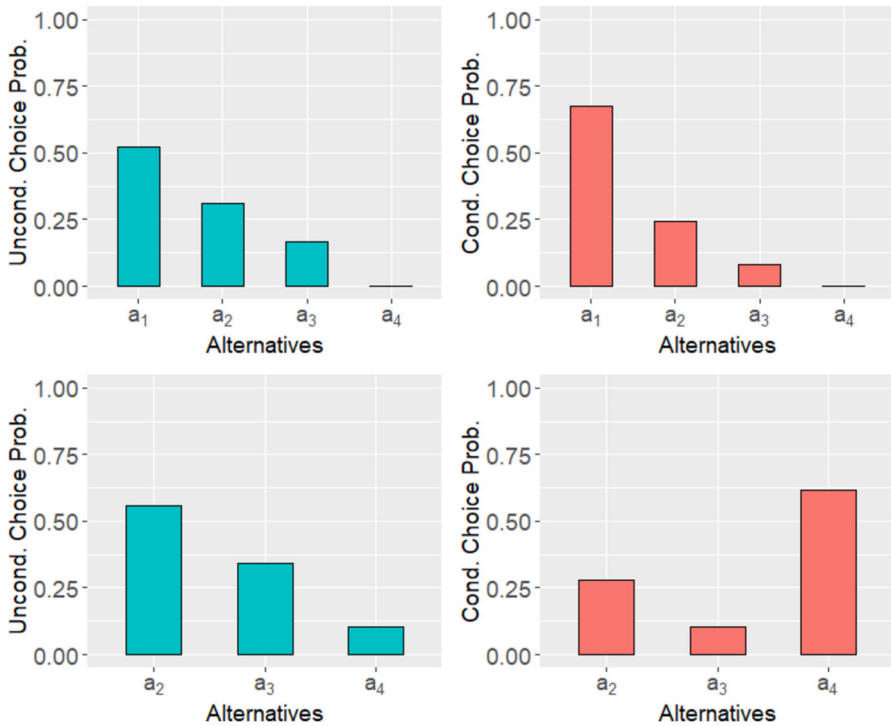 Uncond. Choice Prob.
1.00
0.75
0.50
0.25
0.00
a1 a2 a3 a4
Alternatives
Cond. Choice Prob.
1.00
0.75
0.50
0.25
0.00
a1 a2 a3 a4
Alternatives
Uncond. Choice Prob.
1.00
0.75
0.50
0.25
0.00
a2 a3 a4
Alternatives
Cond. Choice Prob.
1.00
0.75
0.50
0.25
0.00
a2 a3 a4
Alternatives